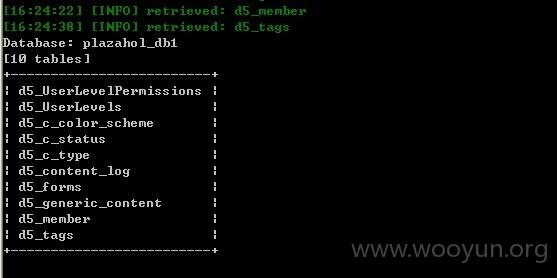 [16:24:22] [INFO] retrieved: d5_member
[16:24:38] [INFO] retrieved: d5_tags
Database: plazahol_db1
[10 tables]
+-------------------------+
| d5_UserLevelPermissions |
| d5_UserLevels           |
| d5_c_color_scheme       |
| d5_c_status             |
| d5_c_type               |
| d5_content_log          |
| d5_forms                |
| d5_generic_content      |
| d5_member               |
| d5_tags                 |
+-------------------------+
www.wooyun.org